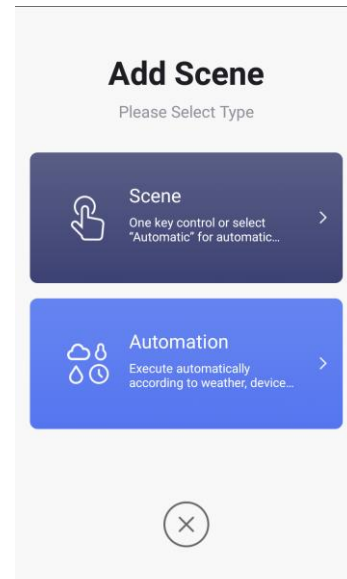 Add Scene
Please Select Type
Scene
One key control or select
"Automatic" for automatic...
Automation
Execute automatically
according to weather, device...